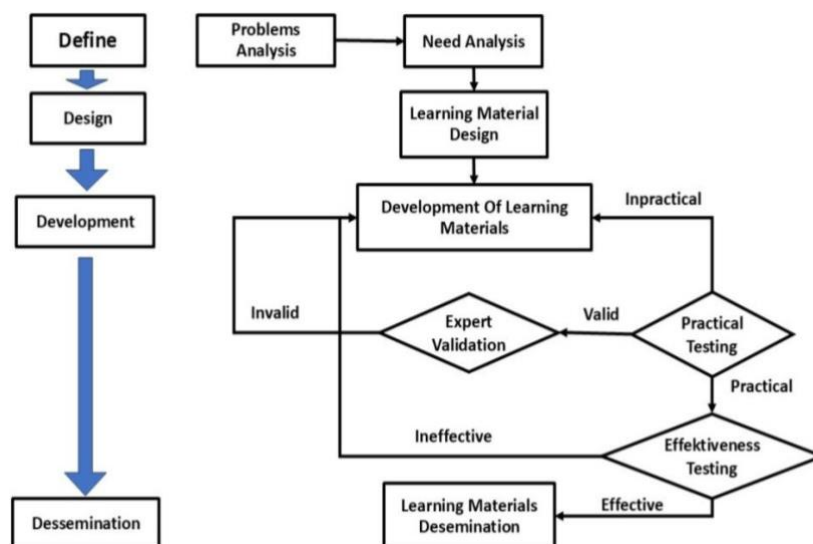 Define
Design
Development
Dessemination
Problems
Analysis
Need Analysis
Learning Material
Design
Development Of Learning
Materials
Inpractical
Invalid
Expert
Validation
Valid
Practical
Testing
Practical
Ineffective
Effektiveness
Testing
Effective
Learning Materials
Desemination